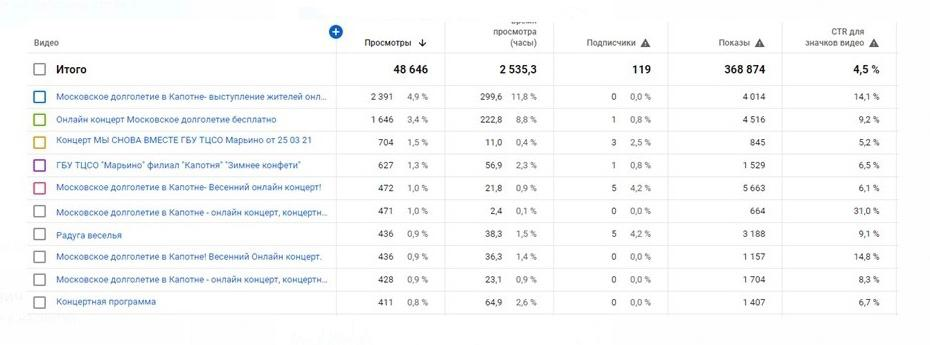 Время
просмотра
(часы)
Видео Просмотры ↓ Подписчики Показы CTR для
значков видео
Итого 48 646 2 535,3 119 368 874 4,5 %
Московское долголетие в Капотне- выступление жителей онл... 2 391 4,9 % 299,6 11,8 % 0 0,0 % 4 014 14,1 %
Онлайн концерт Московское долголетие бесплатно 1 646 3,4 % 222,8 8,8 % 1 0,8 % 4 516 9,2 %
Концерт МЫ СНОВА ВМЕСТЕ ГБУ ТЦСО Марьино от 25 03 21 704 1,5 % 11,0 0,4 % 3 2,5 % 845 5,2 %
ГБУ ТЦСО "Марьино" филиал "Капотня" "Зимнее конфети" 627 1,3 % 56,9 2,3 % 1 0,8 % 1 529 6,5 %
Московское долголетие в Капотне- Весенний онлайн концерт! 472 1,0 % 21,8 0,9 % 5 4,2 % 5 663 6,1 %
Московское долголетие в Капотне - онлайн концерт, концертн... 471 1,0 % 2,4 0,1 % 0 0,0 % 664 31,0 %
Радуга веселья 436 0,9 % 38,3 1,5 % 5 4,2 % 3 188 9,1 %
Московское долголетие в Капотне! Весенний Онлайн концерт. 436 0,9 % 36,3 1,4 % 0 0,0 % 1 157 14,8 %
Московское долголетие в Капотне - онлайн концерт, концертн... 428 0,9 % 23,1 0,9 % 0 0,0 % 1 704 8,3 %
Концертная программа 411 0,8 % 64,9 2,6 % 0 0,0 % 1 407 6,7 %